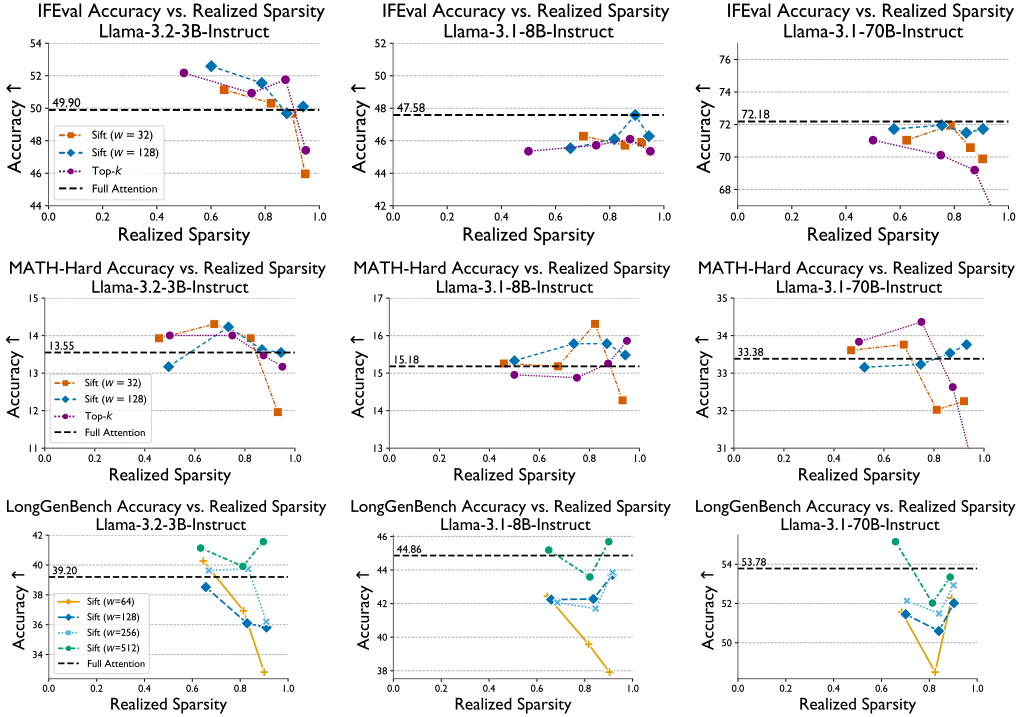 IFEval Accuracy vs. Realized Sparsity
Llama-3.2-3B-Instruct
54
52
50
48
46
44
49.90
Accuracy ↑
Sift (w = 32)
Sift (w = 128)
Top-k
Full Attention
0.0 0.2 0.4 0.6 0.8 1.0
Realized Sparsity
IFEval Accuracy vs. Realized Sparsity
Llama-3.1-8B-Instruct
52
50
48
46
44
42
47.58
Accuracy ↑
0.0 0.2 0.4 0.6 0.8 1.0
Realized Sparsity
IFEval Accuracy vs. Realized Sparsity
Llama-3.1-70B-Instruct
76
74
72
70
68
72.18
Accuracy ↑
0.0 0.2 0.4 0.6 0.8 1.0
Realized Sparsity
MATH-Hard Accuracy vs. Realized Sparsity
Llama-3.2-3B-Instruct
15
14
13
12
11
13.55
Accuracy ↑
Sift (w = 32)
Sift (w = 128)
Top-k
Full Attention
0.0 0.2 0.4 0.6 0.8 1.0
Realized Sparsity
MATH-Hard Accuracy vs. Realized Sparsity
Llama-3.1-8B-Instruct
17
16
15
14
13
15.18
Accuracy ↑
0.0 0.2 0.4 0.6 0.8 1.0
Realized Sparsity
MATH-Hard Accuracy vs. Realized Sparsity
Llama-3.1-70B-Instruct
35
34
33
32
31
33.38
Accuracy ↑
0.0 0.2 0.4 0.6 0.8 1.0
Realized Sparsity
LongGenBench Accuracy vs. Realized Sparsity
Llama-3.2-3B-Instruct
42
40
38
36
34
39.20
Accuracy ↑
Sift (w=64)
Sift (w=128)
Sift (w=256)
Sift (w=512)
Full Attention
0.0 0.2 0.4 0.6 0.8 1.0
Realized Sparsity
LongGenBench Accuracy vs. Realized Sparsity
Llama-3.1-8B-Instruct
46
44
42
40
38
44.86
Accuracy ↑
0.0 0.2 0.4 0.6 0.8 1.0
Realized Sparsity
LongGenBench Accuracy vs. Realized Sparsity
Llama-3.1-70B-Instruct
54
52
50
53.78
Accuracy ↑
0.0 0.2 0.4 0.6 0.8 1.0
Realized Sparsity